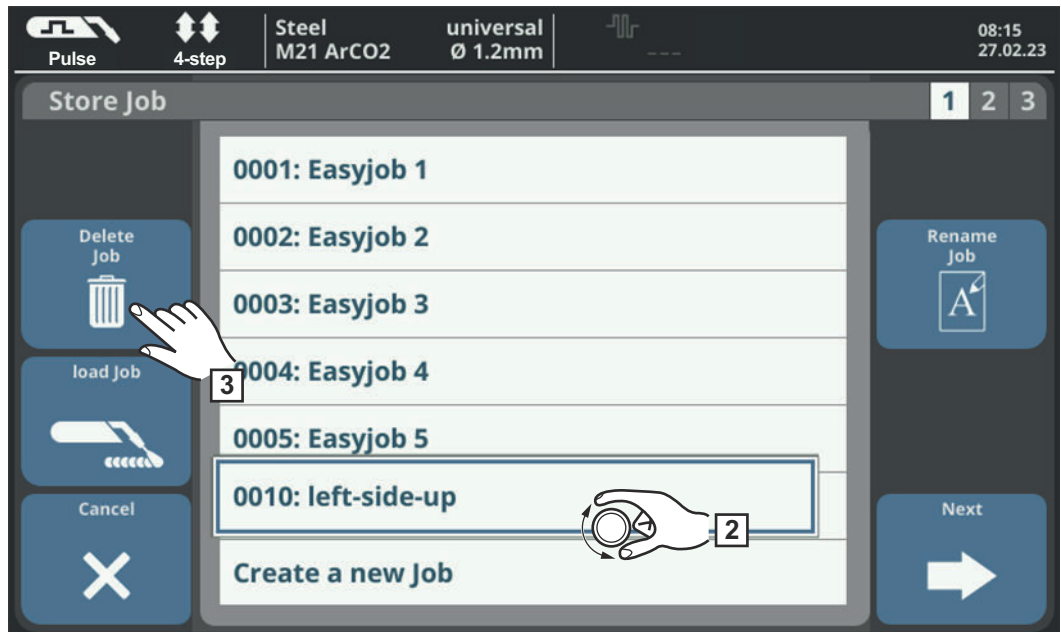 Pulse
4-step
Steel universal
M21 ArCO2 Ø 1.2mm
---
08:15
27.02.23
Store Job
1 2 3
0001: Easyjob 1
0002: Easyjob 2
0003: Easyjob 3
0004: Easyjob 4
0005: Easyjob 5
0010: left-side-up
Create a new Job
Delete
Job
load Job
Cancel
Rename
Job
A
Next
3
2